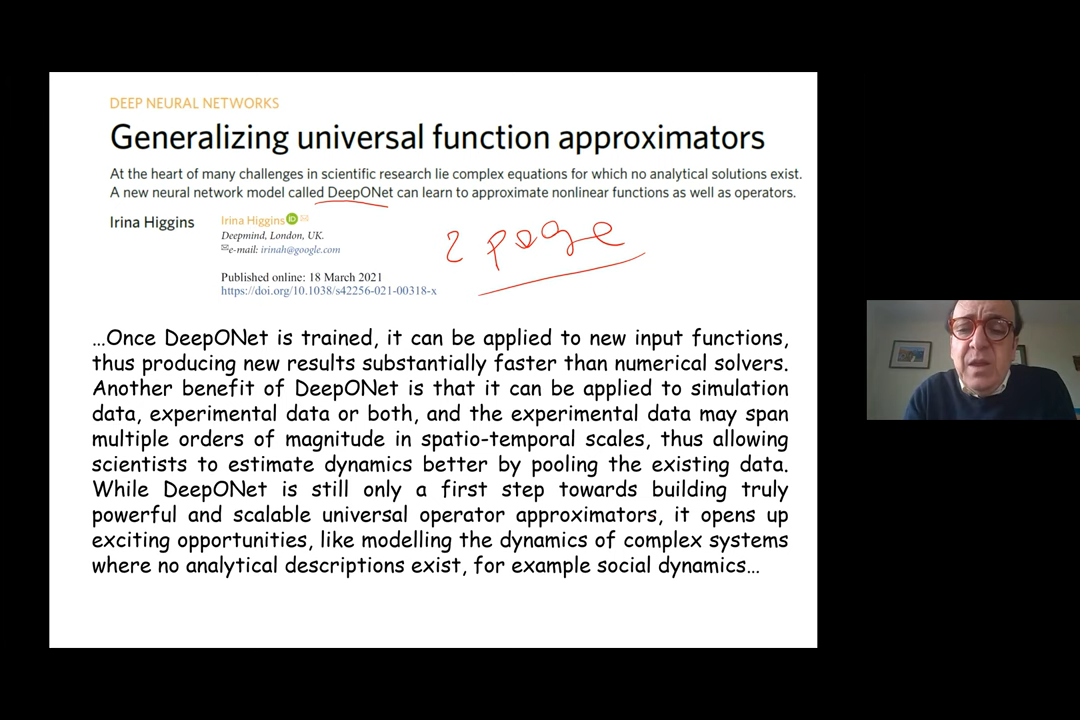 DEEP NEURAL NETWORKS
Generalizing universal function approximators
At the heart of many challenges in scientific research lie complex equations for which no analytical solutions exist.
A new neural network model called DeepONet can learn to approximate nonlinear functions as well as operators.
Irina Higgins
Irina Higgins iD
Deepmind, London, UK.
e-mail: irinah@google.com
2 page
Published online: 18 March 2021
https://doi.org/10.1038/s42256-021-00318-x
…Once DeepONet is trained, it can be applied to new input functions,
thus producing new results substantially faster than numerical solvers.
Another benefit of DeepONet is that it can be applied to simulation
data, experimental data or both, and the experimental data may span
multiple orders of magnitude in spatio-temporal scales, thus allowing
scientists to estimate dynamics better by pooling the existing data.
While DeepONet is still only a first step towards building truly
powerful and scalable universal operator approximators, it opens up
exciting opportunities, like modelling the dynamics of complex systems
where no analytical descriptions exist, for example social dynamics…